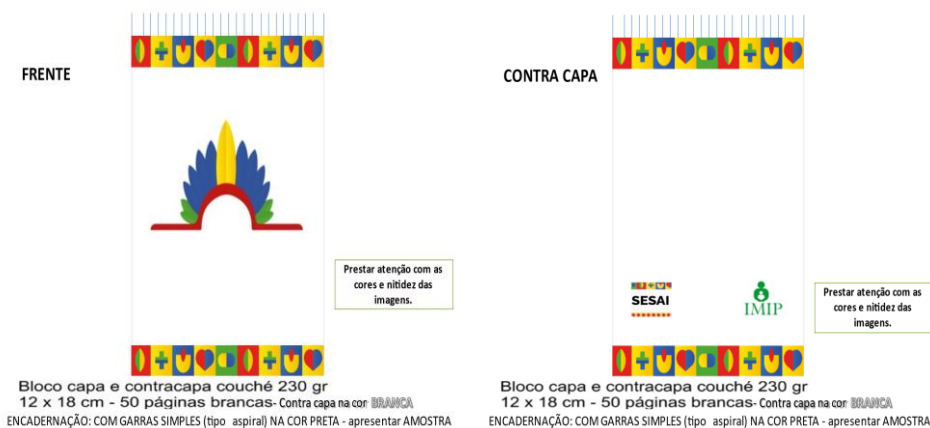 FRENTE
Prestar atenção com as
cores e nitidez das
imagens.
Bloco capa e contracapa couché 230 gr
12 x 18 cm - 50 páginas brancas- Contra capa na cor BRANCA
ENCADERNAÇÃO: COM GARRAS SIMPLES (tipo aspiral) NA COR PRETA - apresentar AMOSTRA
CONTRA CAPA
SESAI
IMIP
Prestar atenção com as
cores e nitidez das
imagens.
Bloco capa e contracapa couché 230 gr
12 x 18 cm - 50 páginas brancas- Contra capa na cor BRANCA
ENCADERNAÇÃO: COM GARRAS SIMPLES (tipo aspiral) NA COR PRETA - apresentar AMOSTRA